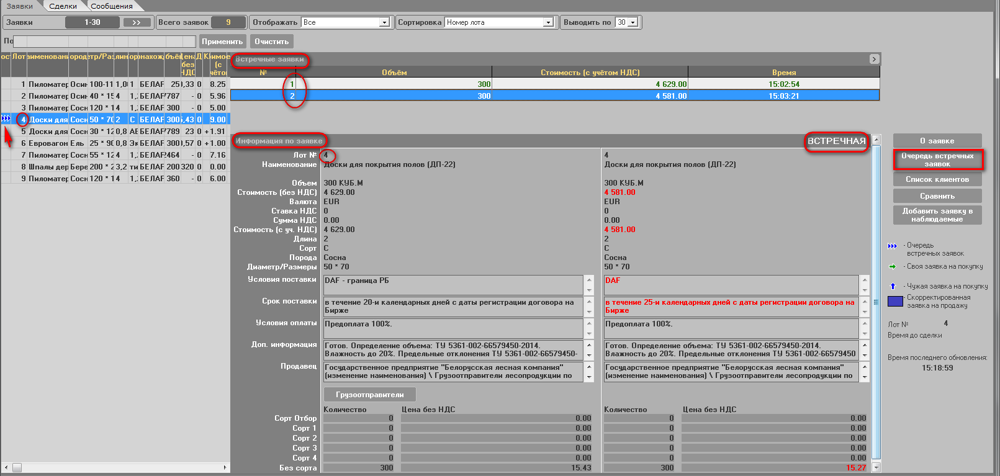 Заявки Сделки Сообщения
Заявки 1-30 >> Всего заявок 9 Отображать Все Сортировка Номер лота Выводить по 30
По Применить Очистить
Лот
без
НДС
(с
1 Пиломатер Оси 100-11 1,0 1 БЕЛАР 25 ,33 0 8.25
2 Пиломатер Оси 40 * 15 4 1, БЕЛАР 787 - 0 5.96
3 Пиломатер Сосн 120 * 1 4 1, БЕЛАР 300 - 0 5.00
4 Доски для Сосн 50 * 70 2 С БЕЛАР 300 ,43 0 9.00
5 Доски для Сосн 30 * 12 0,8 АБ БЕЛАР 789 23 0 + 1.91
6 Евровагон Ель 25 * 90 0,8 Эк БЕЛАР 300 ,57 0 + 1.00
7 Пиломатер Сосн 55 * 12 4 1, БЕЛАР 2464 - 0 7.16
8 Шпалы дер Бере 200 * 2 3,2 ти БЕЛАР 200 320 0 0.00
9 Пиломатер Сосн 120 * 1 4 1, БЕЛАР 360 - 0 6.00
Встречные заявки
№ Объём Стоимость (с учётом НДС) Время
1 300 4 629.00 15:02:54
2 300 4 581.00 15:03:21
Информация по заявке ВСТРЕЧНАЯ
Лот № 4 4
Наименование Доски для покрытия полов (ДП-22) Доски для покрытия полов (ДП-22)
Объем 300 КУБ.М 300 КУБ.М
Стоимость (без НДС) 4 629.00 4 581.00
Валюта EUR EUR
Ставка НДС 0 0
Сумма НДС 0.00 0.00
Стоимость (с уч. НДС) 4 629.00 4 581.00
Длина 2 2
Сорт С С
Порода Сосна Сосна
Диаметр/Размеры 50 * 70 50 * 70
Условия поставки DAF - граница РБ DAF
Срок поставки в течение 20-и календарных дней с даты регистрации договора на в течение 25-и календарных дней с даты регистрации договора на
Бирже Бирже
Условия оплаты Предоплата 100%. Предоплата 100%.
Доп. информация Готов. Определение объема: ТУ 5361-002-66579450-2014. Готов. Определение объема: ТУ 5361-002-66579450-2014.
Влажность до 20%. Предельные отклонения ТУ 5361-002-66579450- Влажность до 20%. Предельные отклонения ТУ 5361-002-66579450
Продавец Государственное предприятие "Белорусская лесная компания" Государственное предприятие "Белорусская лесная компания"
(изменение наименования) \ Грузоотправители лесопродукции по (изменение наименования) \ Грузоотправители лесопродукции по
Грузоотправители
Количество Цена без НДС Количество Цена без НДС
Сорт Отбор 0 0.00 0 0.00
Сорт 1 0 0.00 0 0.00
Сорт 2 0 0.00 0 0.00
Сорт 3 0 0.00 0 0.00
Сорт 4 0 0.00 0 0.00
Без сорта 300 15.43 300 15.27
О заявке
Очередь встречных
заявок
Список клиентов
Сравнить
Добавить заявку в
наблюдаемые
- Очередь
встречных заявок
- Своя заявка на покупку
- Чужая заявка на покупку
- Скорректированная
заявка на продажу
Лот № 4
Время до сделки
Время последнего обновления:
15:18:59